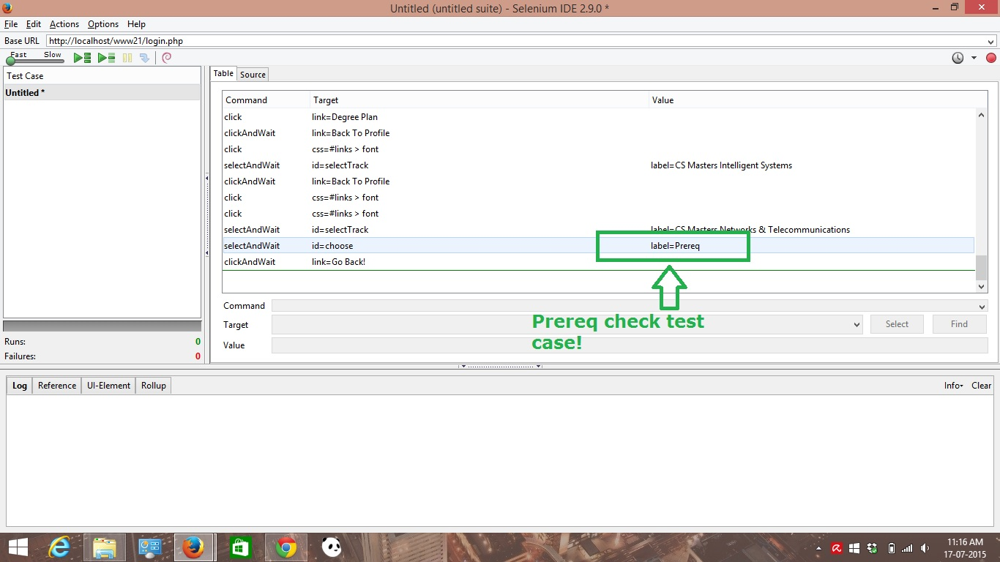 Untitled (untitled suite) - Selenium IDE 2.9.0 *
File Edit Actions Options Help
Base URL http://localhost/www21/login.php
Fast Slow
Test Case
Untitled *
Table Source
Command Target Value
click link=Degree Plan
clickAndWait link=Back To Profile
click css=#links > font
selectAndWait id=selectTrack label=CS Masters Intelligent Systems
clickAndWait link=Back To Profile
click css=#links > font
click css=#links > font
selectAndWait id=selectTrack label=CS Masters Networks & Telecommunications
selectAndWait id=choose label=Prereq
clickAndWait link=Go Back!
Command
Target Select Find
Value
Prereq check test
case!
Runs: 0
Failures: 0
Log Reference UI-Element Rollup Info Clear
11:16 AM
17-07-2015